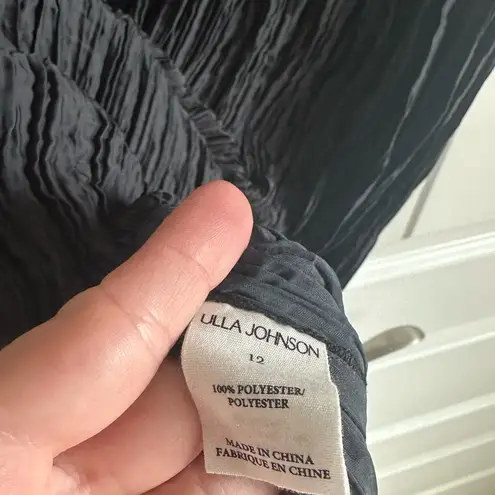 ULLA JOHNSON
12
100% POLYESTER/
POLYESTER
MADE IN CHINA
FABRIQUE EN CHINE